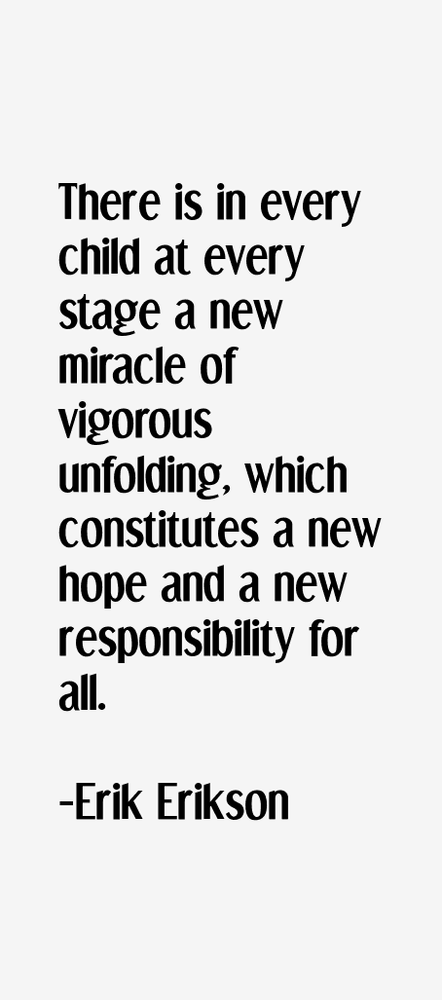 There is in every
child at every
stage a new
miracle of
vigorous
unfolding, which
constitutes a new
hope and a new
responsibility for
all.
-Erik Erikson